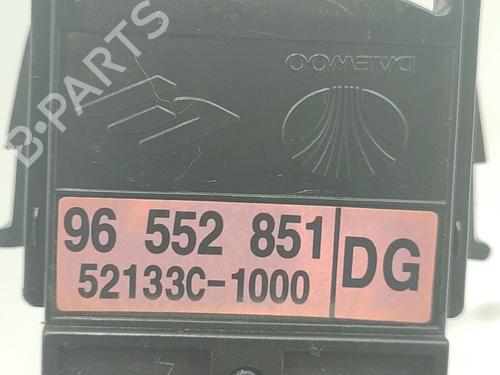 B-PARTS
DAEWOO
96 552 851
DG
52133C-1000